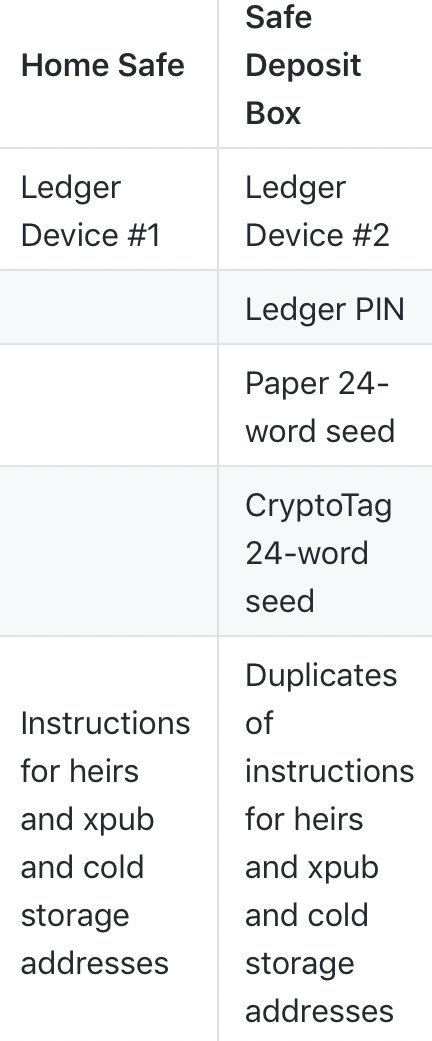 Home Safe
Safe
Deposit
Box
Ledger
Device #1
Ledger
Device #2
Ledger PIN
Paper 24-
word seed
CryptoTag
24-word
seed
Instructions
for heirs
and xpub
and cold
storage
addresses
Duplicates
of
instructions
for heirs
and xpub
and cold
storage
addresses